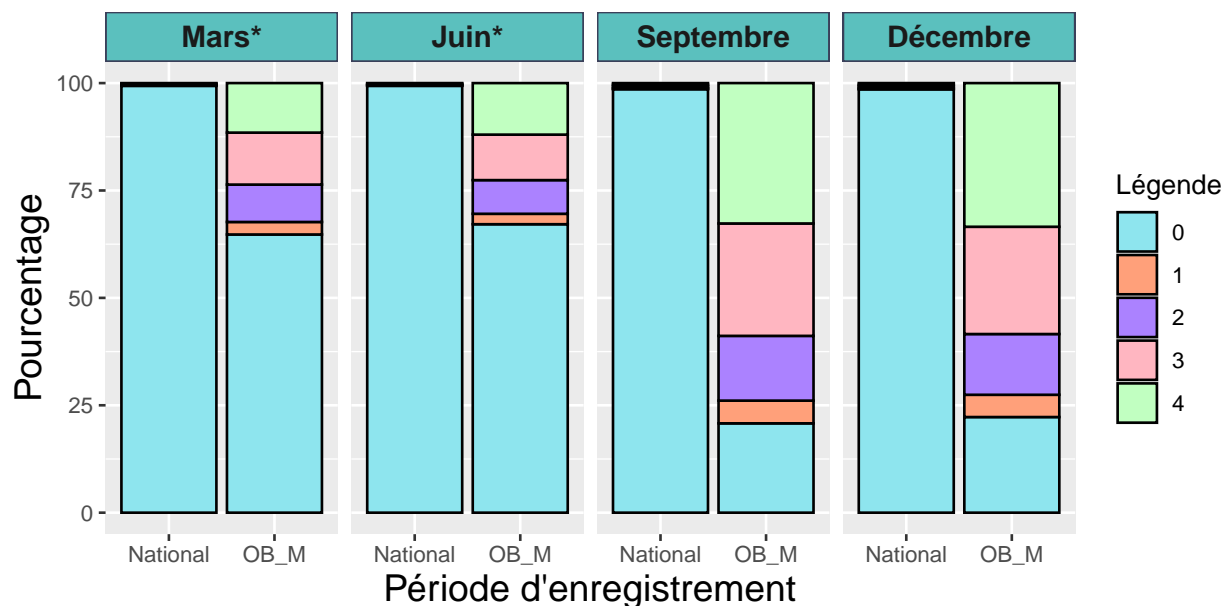 Mars* Juin* Septembre Décembre
Pourcentage
100
75
50
25
0
National OB_M National OB_M National OB_M National OB_M
Période d'enregistrement
Légende
0
1
2
3
4